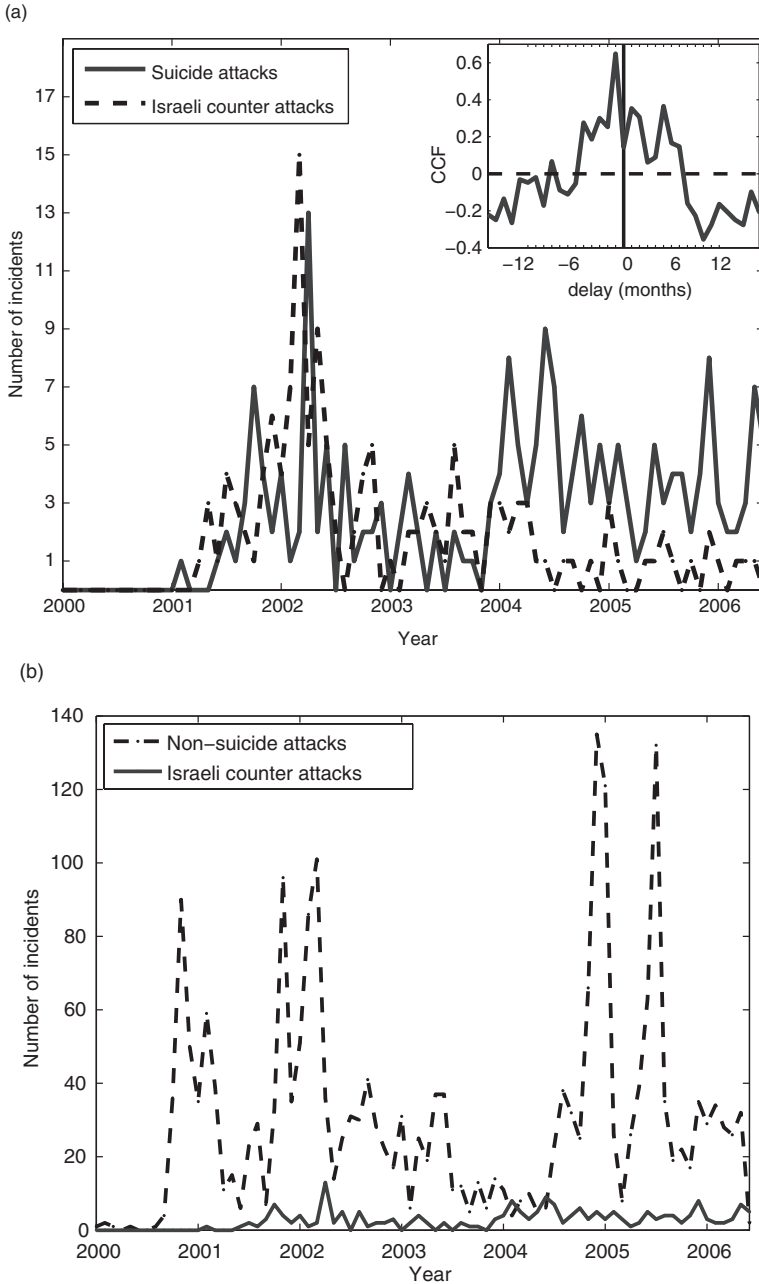 (a)
Suicide attacks
Israeli counter attacks
Number of incidents
17
15
13
11
9
7
5
3
1
2000 2001 2002 2003 2004 2005 2006
Year
CCF
0.6
0.4
0.2
0
−0.2
−0.4
−12 −6 0 6 12
delay (months)
(b)
Non−suicide attacks
Israeli counter attacks
Number of incidents
140
120
100
80
60
40
20
0
2000 2001 2002 2003 2004 2005 2006
Year